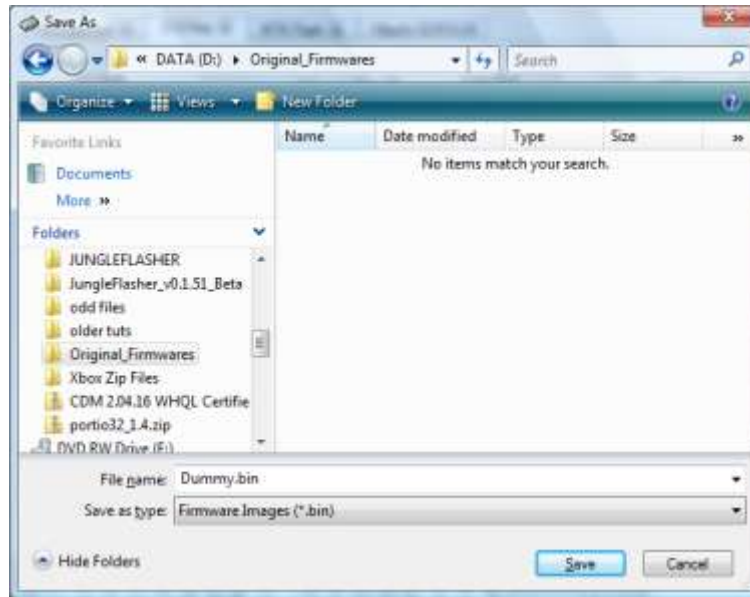 Save As
« DATA (D:) ▸ Original_Firmwares Search
Organize Views New Folder
Favorite Links
Documents
More »
Folders
JUNGLEFLASHER
JungleFlasher_v0.1.51_Beta
odd files
older tuts
Original_Firmwares
Xbox Zip Files
CDM 2.04.16 WHQL Certifie
portio32_1.4.zip
DVD RW Drive (E:)
Name Date modified Type Size »
No items match your search.
File name: Dummy.bin
Save as type: Firmware Images (*.bin)
Hide Folders Save Cancel